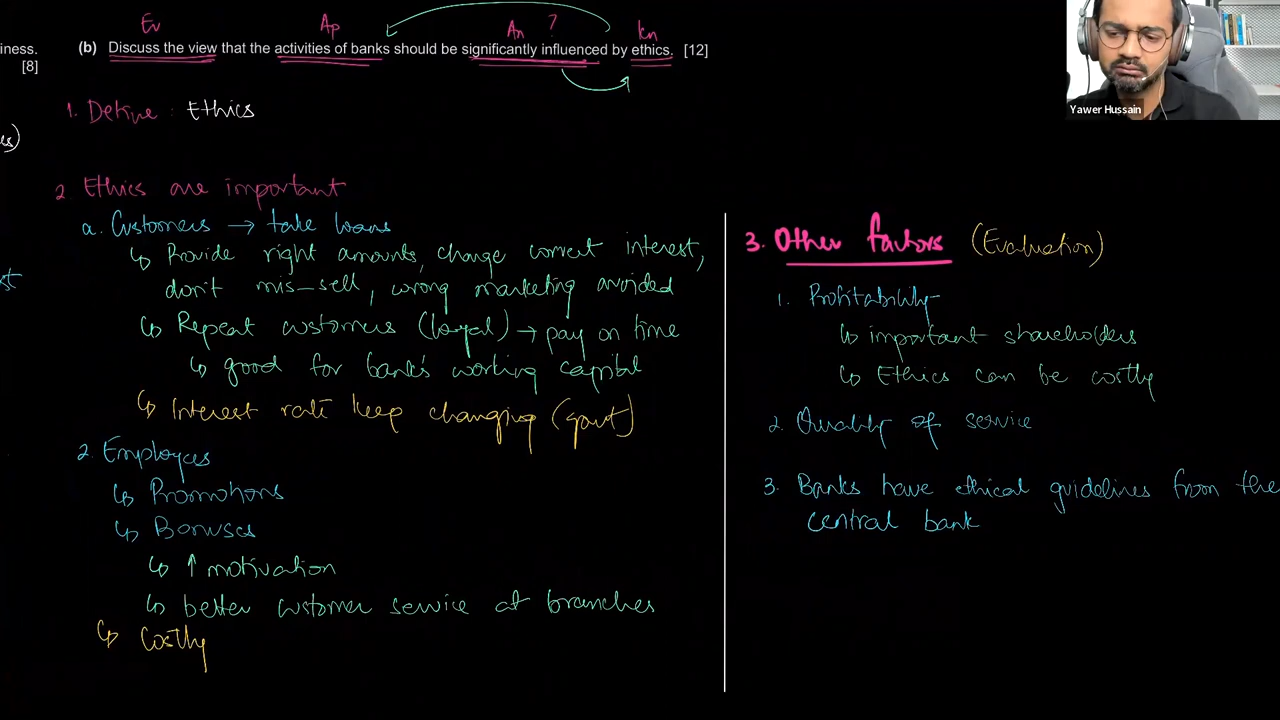 Ev Ap An ? Kn
iness. (b) Discuss the view that the activities of banks should be significantly influenced by ethics. [12]
[8]
Yawer Hussain
1. Define : Ethics
es)
2 Ethics are important
a. Customers → take loans
↳ Provide right amounts, change correct interest,
don't mis-sell, wrong marketing avoided
↳ Repeat customers (loyal) → pay on time
↳ good for bank's working capital
↳ Interest rate keep changing (govt)
2. Employees
↳ Promotions
↳ Bonuses
↳ ↑ motivation
↳ better customer service at branches
↳ Costly
3. Other factors (Evaluation)
1. Profitability
↳ important shareholders
↳ Ethics can be costly
2. Quality of service
3. Banks have ethical guidelines from the
central bank